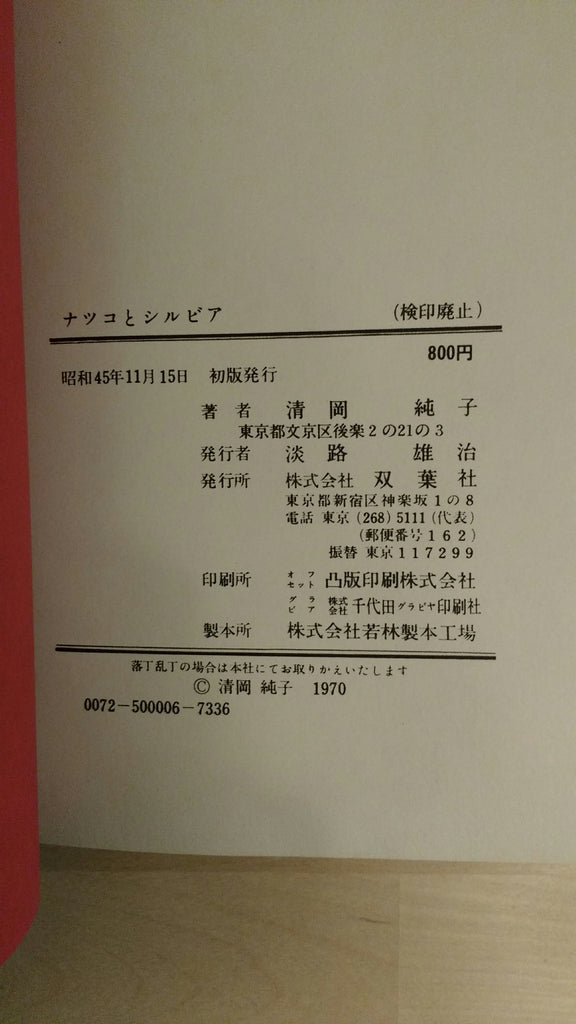 ナツコとシルビア （検印廃止）
800円
昭和45年11月15日 初版発行
著者 清岡 純子
東京都文京区後楽２の21の３
発行者 淡路 雄治
発行所 株式会社 双葉社
東京都新宿区神楽坂１の８
電話 東京（268）5111（代表）
（郵便番号１６２）
振替 東京１１７２９９
印刷所 オフセット 凸版印刷株式会社
グラビア 株式会社 千代田グラビヤ印刷社
製本所 株式会社若林製本工場
落丁乱丁の場合は本社にてお取りかえいたします
© 清岡 純子 1970
0072－500006－7336